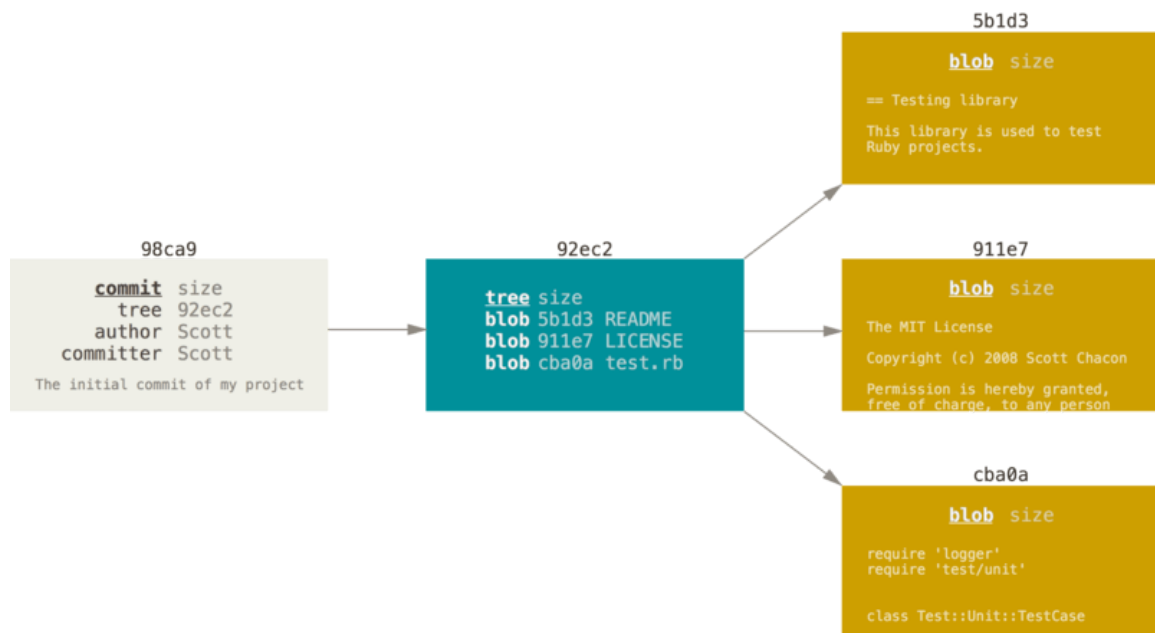 98ca9
commit size
tree 92ec2
author Scott
committer Scott
The initial commit of my project
92ec2
tree size
blob 5b1d3 README
blob 911e7 LICENSE
blob cba0a test.rb
5b1d3
blob size
== Testing library
This library is used to test
Ruby projects.
911e7
blob size
The MIT License
Copyright (c) 2008 Scott Chacon
Permission is hereby granted,
free of charge, to any person
cba0a
blob size
require 'logger'
require 'test/unit'
class Test::Unit::TestCase